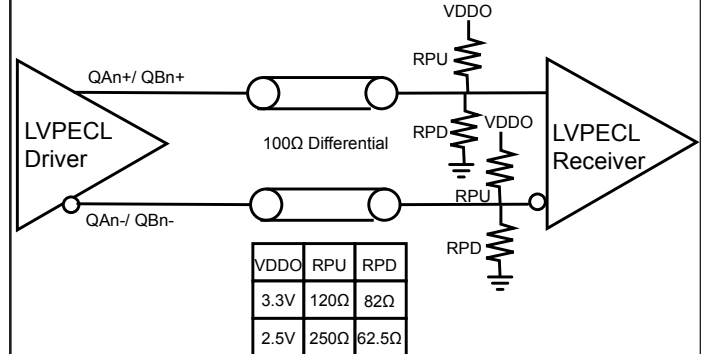 VDDO
RPU
QAn+/ QBn+
LVPECL
Driver
100Ω Differential
RPD
VDDO
LVPECL
Receiver
RPU
QAn-/ QBn-
RPD
VDDO RPU RPD
3.3V 120Ω 82Ω
2.5V 250Ω 62.5Ω